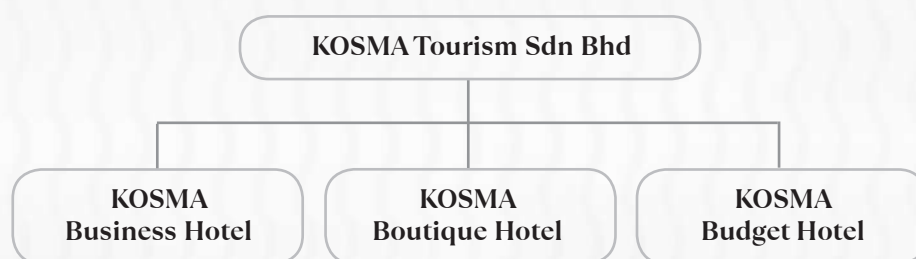 KOSMA Tourism Sdn Bhd
KOSMA
Business Hotel
KOSMA
Boutique Hotel
KOSMA
Budget Hotel